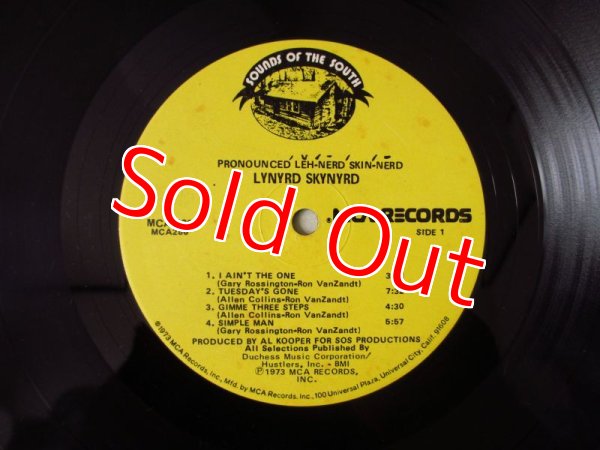 SOUNDS OF THE SOUTH
PRONOUNCED LĔH-NĔRD SKIN-NĔRD
LYNYRD SKYNYRD
RECORDS
SIDE 1
1. I AIN'T THE ONE
(Gary Rossington-Ron VanZandt)
2. TUESDAY'S GONE
(Allen Collins-Ron VanZandt)
3. GIMME THREE STEPS 4:30
(Allen Collins-Ron VanZandt)
4. SIMPLE MAN 5:57
(Gary Rossington-Ron VanZandt)
PRODUCED BY AL KOOPER FOR SOS PRODUCTIONS
All Selections Published By
Duchess Music Corporation/
Hustlers, Inc. - BMI
℗1973 MCA RECORDS,
INC.
©1973 MCA Records, Inc., Mfd. by MCA Records, Inc., 100 Universal Plaza, Universal City, Calif. 91608
Sold Out